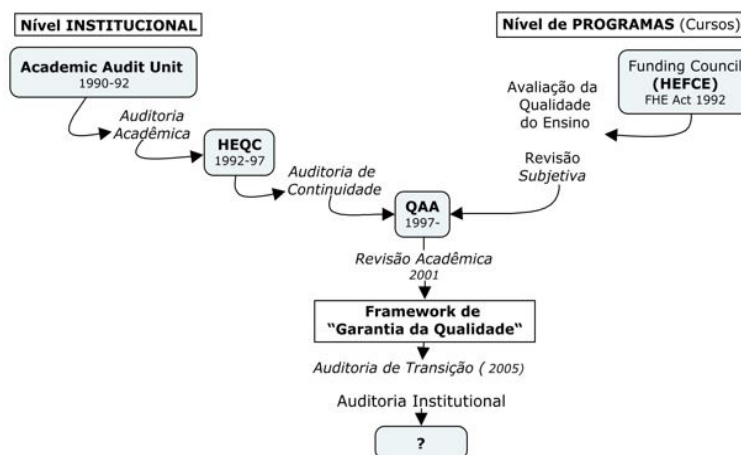 Nível INSTITUCIONAL
Nível de PROGRAMAS (Cursos)
Academic Audit Unit
1990-92
Funding Council
(HEFCE)
FHE Act 1992
Auditoria
Acadêmica
Avaliação da
Qualidade
do Ensino
HEQC
1992-97
Revisão
Subjetiva
Auditoria de
Continuidade
QAA
1997-
Revisão Acadêmica
2001
Framework de
"Garantia da Qualidade"
Auditoria de Transição ( 2005)
Auditoria Institutional
?